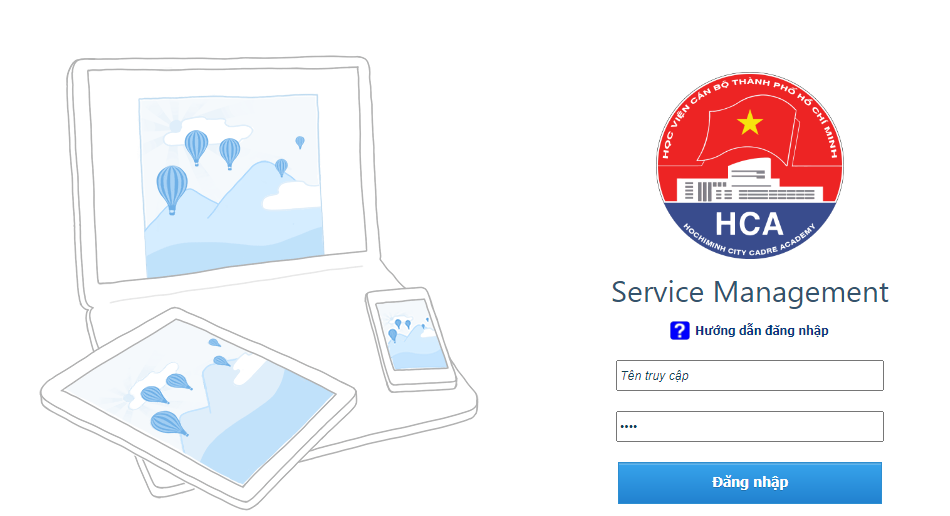 HỌC VIỆN CÁN BỘ THÀNH PHỐ HỒ CHÍ MINH
HCA
HOCHIMINH CITY CADRE ACADEMY
Service Management
? Hướng dẫn đăng nhập
Tên truy cập
••••
Đăng nhập